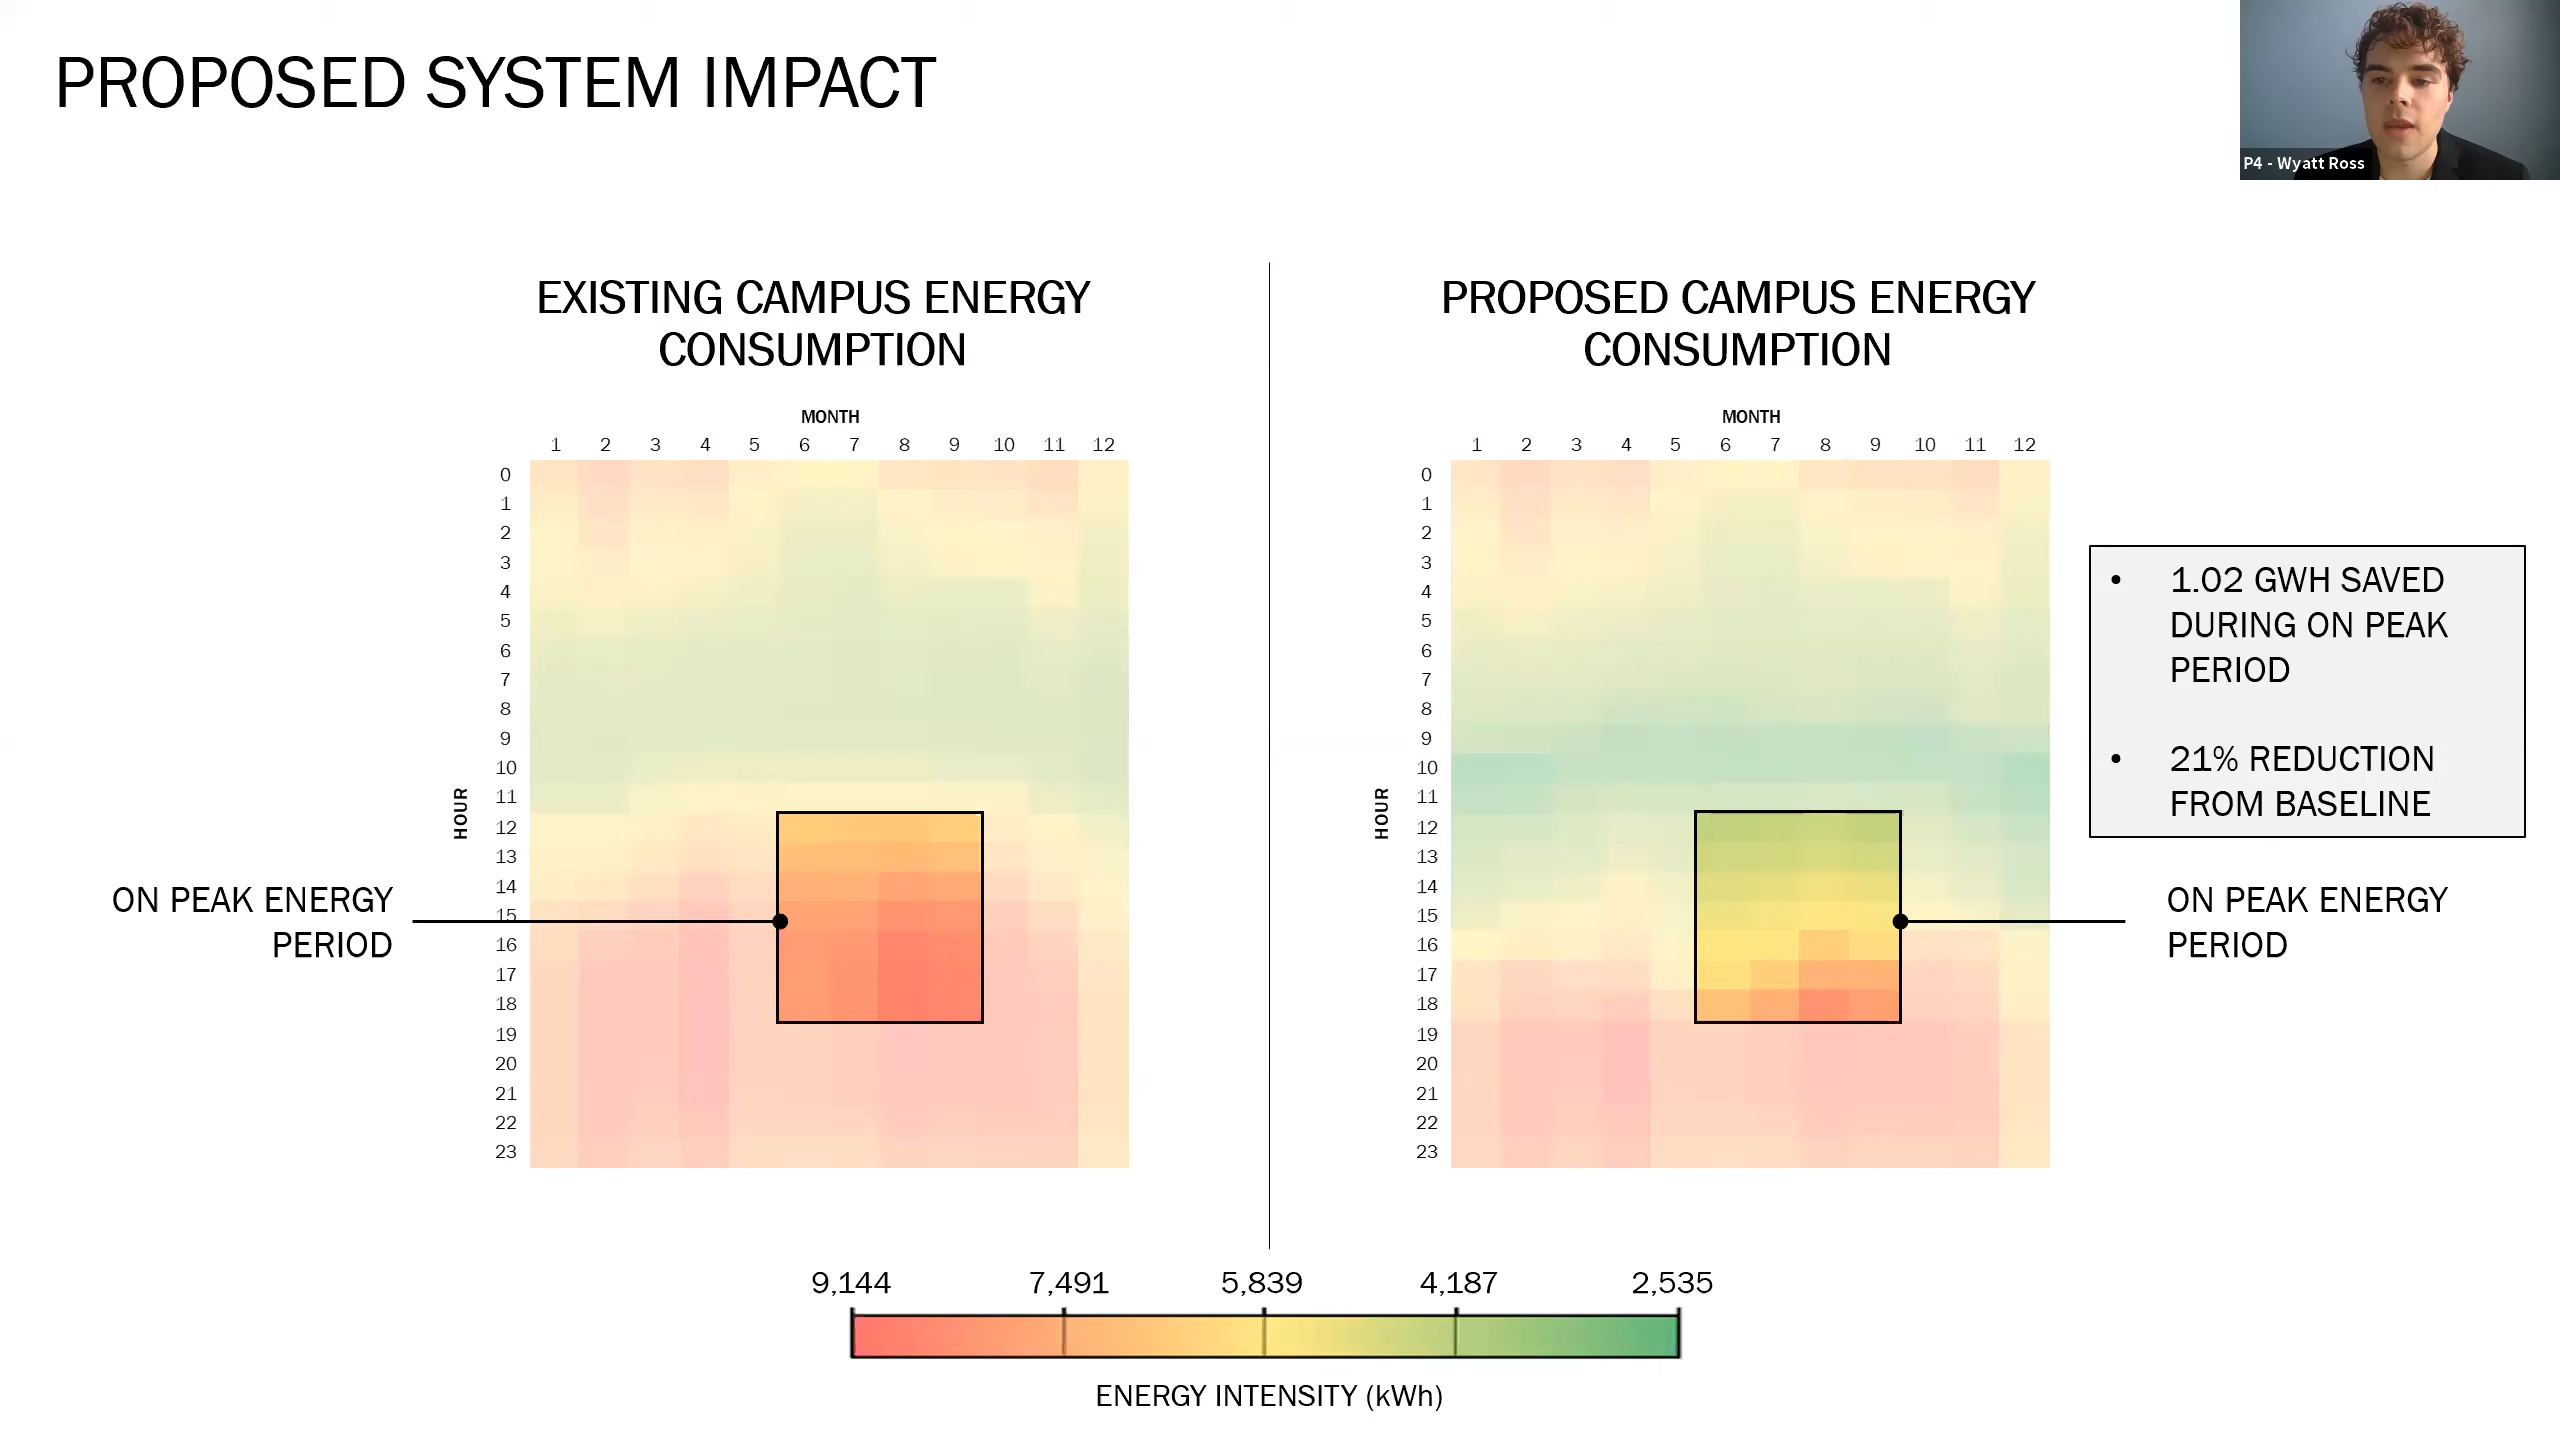 PROPOSED SYSTEM IMPACT
P4 - Wyatt Ross
EXISTING CAMPUS ENERGY
CONSUMPTION
MONTH
1 2 3 4 5 6 7 8 9 10 11 12
HOUR
0
1
2
3
4
5
6
7
8
9
10
11
12
13
14
15
16
17
18
19
20
21
22
23
ON PEAK ENERGY
PERIOD
PROPOSED CAMPUS ENERGY
CONSUMPTION
MONTH
1 2 3 4 5 6 7 8 9 10 11 12
HOUR
0
1
2
3
4
5
6
7
8
9
10
11
12
13
14
15
16
17
18
19
20
21
22
23
• 1.02 GWH SAVED
DURING ON PEAK
PERIOD
• 21% REDUCTION
FROM BASELINE
ON PEAK ENERGY
PERIOD
9,144 7,491 5,839 4,187 2,535
ENERGY INTENSITY (kWh)